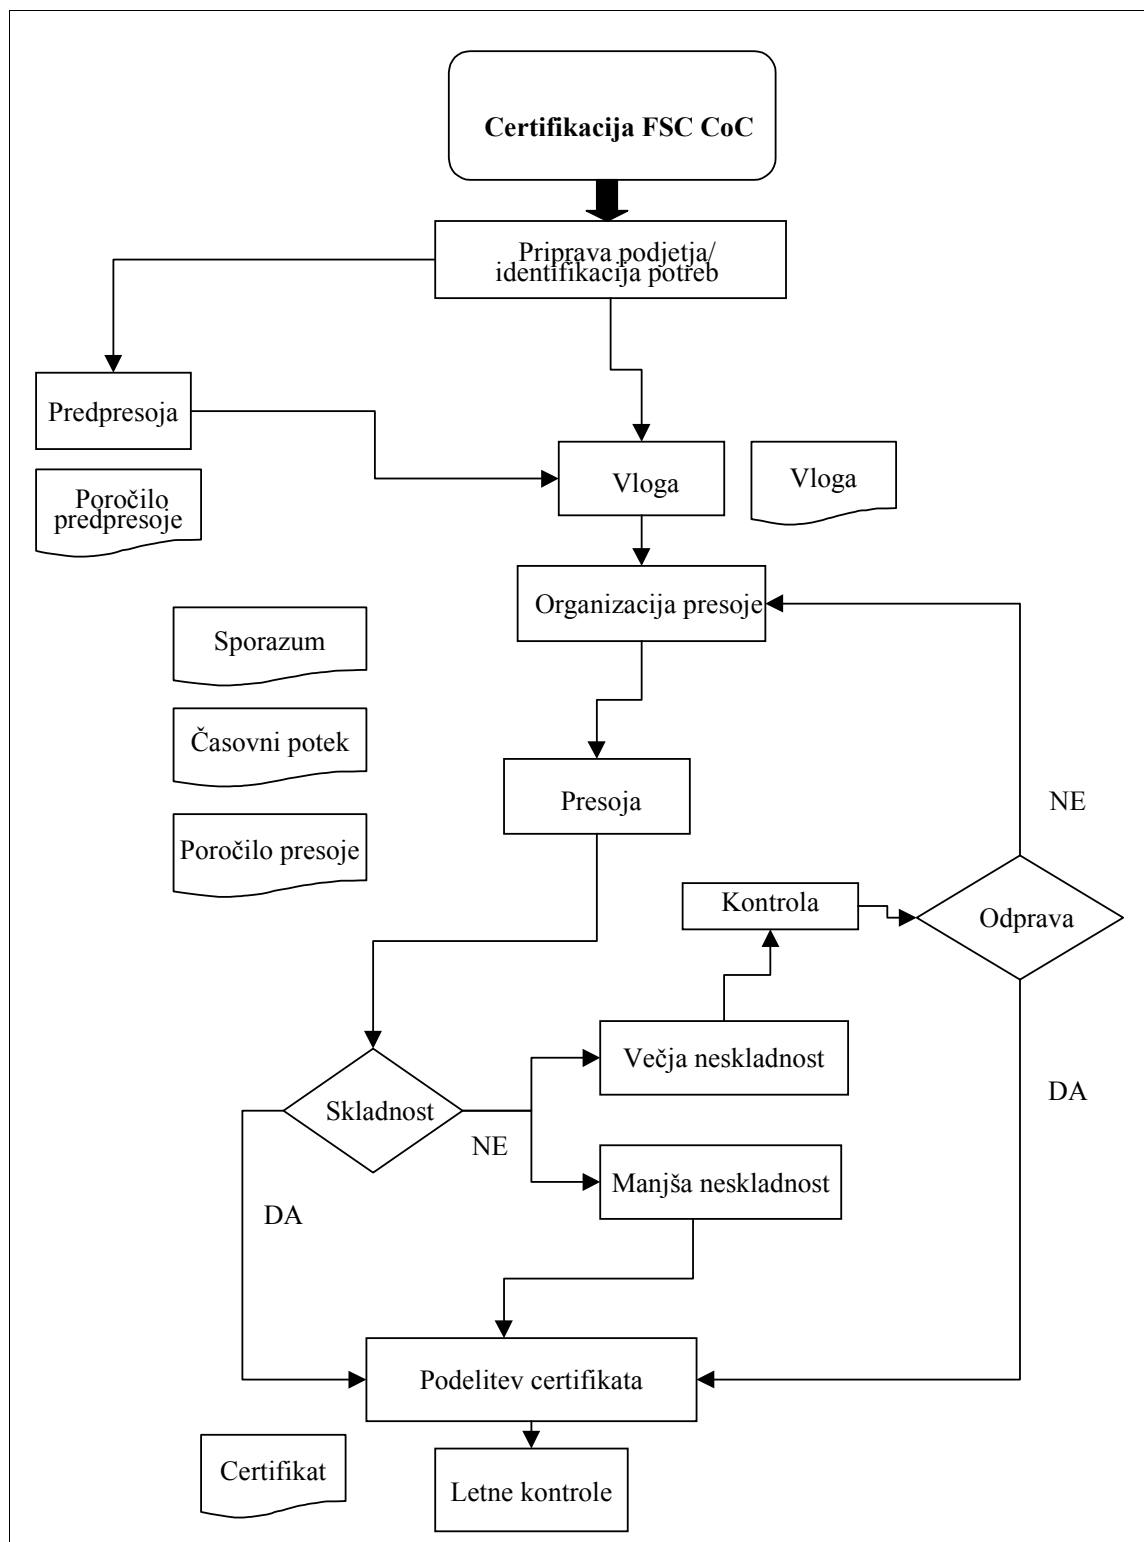 Certifikacija FSC CoC
Priprava podjetja/
identifikacija potreb
Predpresoja
Poročilo
predpresoje
Vloga
Vloga
Organizacija presoje
Sporazum
Časovni potek
Presoja
NE
Poročilo presoje
Kontrola
Odprava
Večja neskladnost
DA
Skladnost
NE
Manjša neskladnost
DA
Podelitev certifikata
Certifikat
Letne kontrole